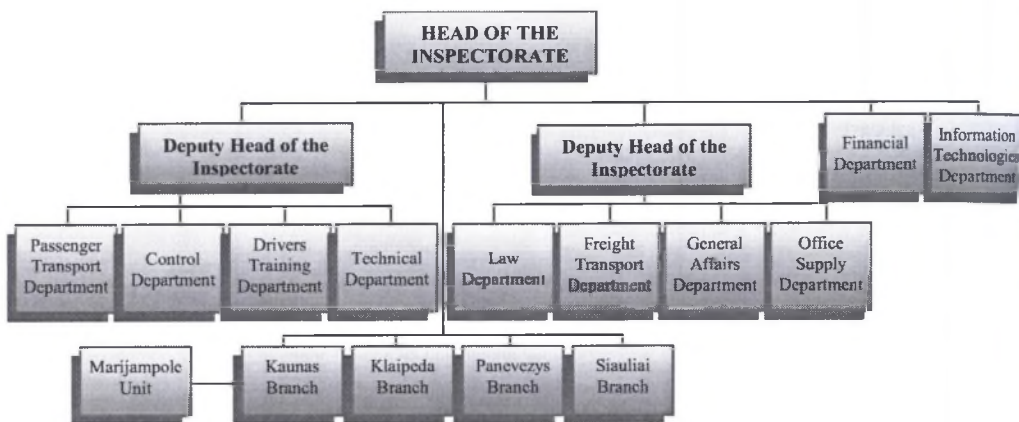 HEAD OF THE
INSPECTORATE
Deputy Head of the
Inspectorate
Deputy Head of the
Inspectorate
Financial
Department
Information
Technologies
Department
Passenger
Transport
Department
Control
Department
Drivers
Training
Department
Technical
Department
Law
Department
Freight
Transport
Department
General
Affairs
Department
Office
Supply
Department
Marijampole
Unit
Kaunas
Branch
Klaipeda
Branch
Panevezys
Branch
Siauliai
Branch